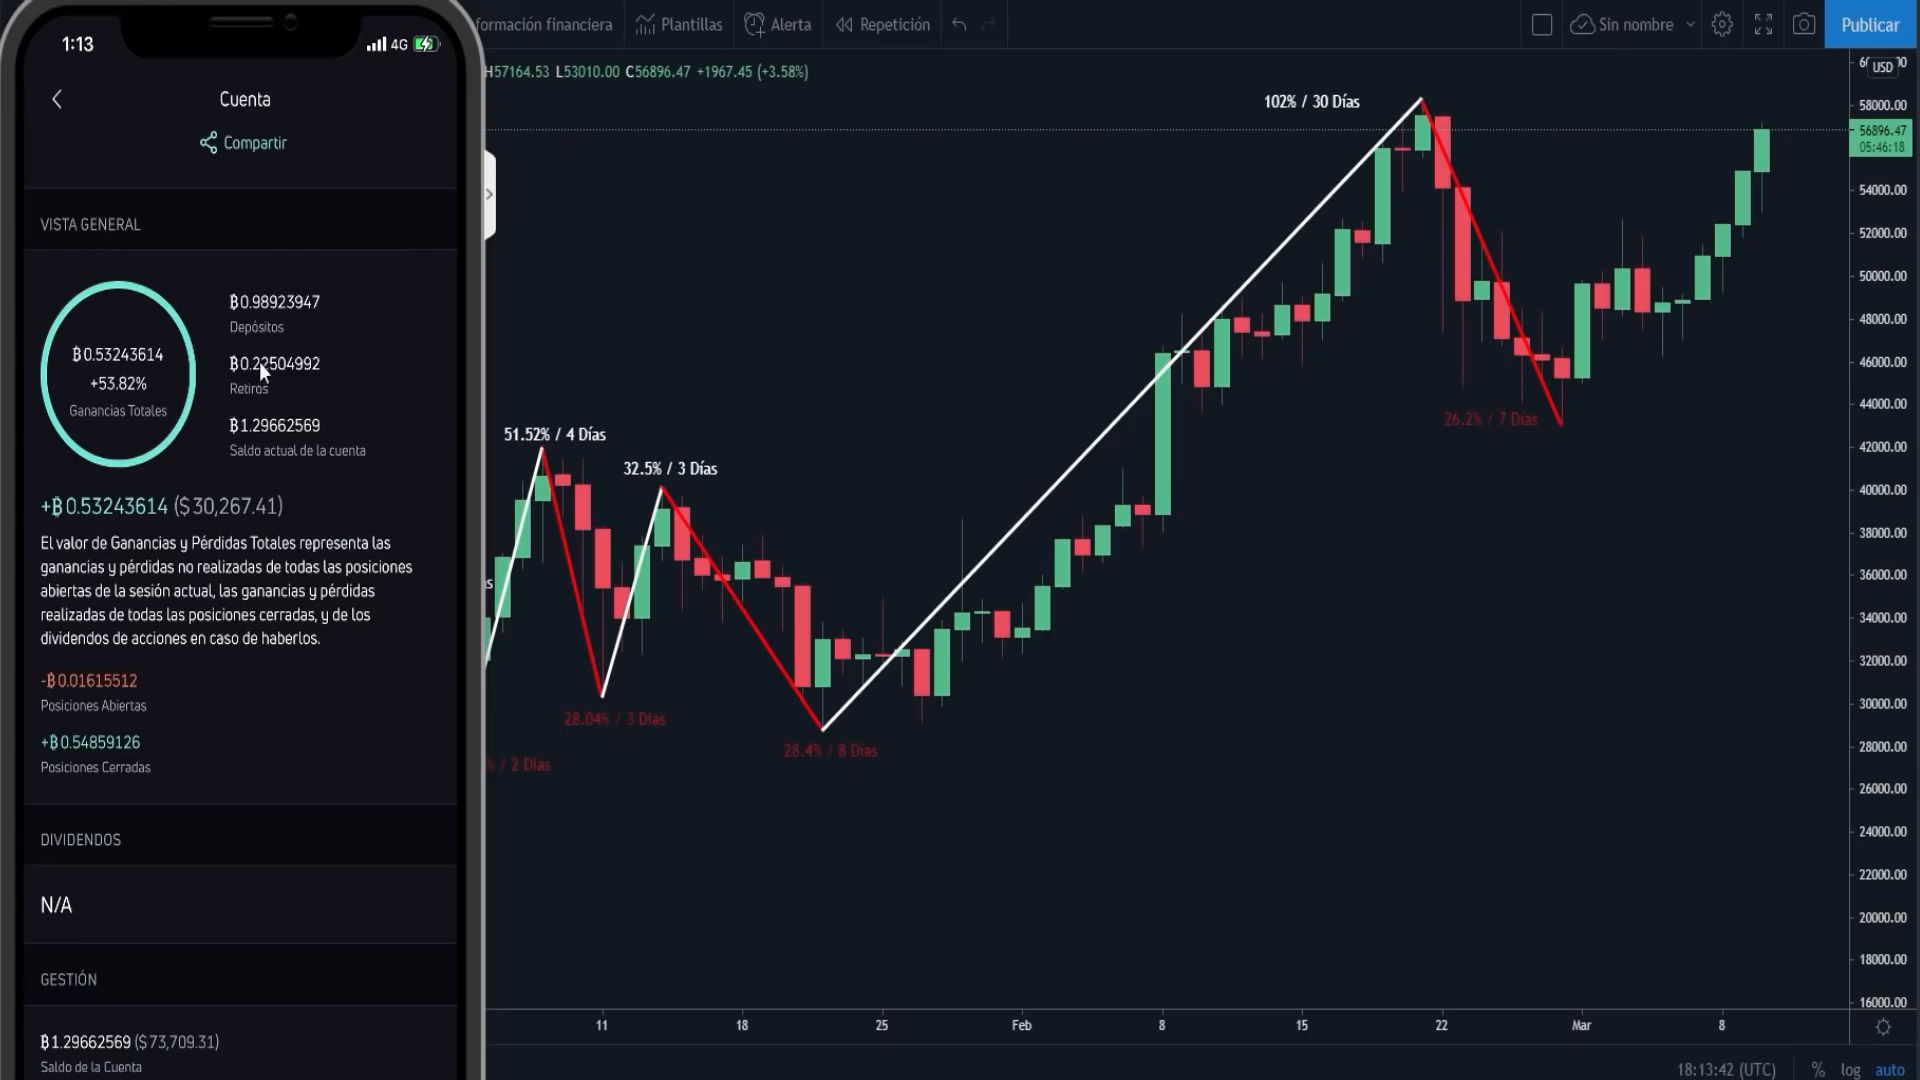 1:13
4G
Cuenta
Compartir
VISTA GENERAL
₿0.53243614
+53.82%
Ganancias Totales
₿0.98923947
Depósitos
₿0.22504992
Retiros
₿1.29662569
Saldo actual de la cuenta
+₿0.53243614 ($30,267.41)
El valor de Ganancias y Pérdidas Totales representa las
ganancias y pérdidas no realizadas de todas las posiciones
abiertas de la sesión actual, las ganancias y pérdidas
realizadas de todas las posiciones cerradas, y de los
dividendos de acciones en caso de haberlos.
-₿0.01615512
Posiciones Abiertas
+₿0.54859126
Posiciones Cerradas
DIVIDENDOS
N/A
GESTIÓN
₿1.29662569 ($73,709.31)
Saldo de la Cuenta
formación financiera
Plantillas
Alerta
Repetición
Sin nombre
Publicar
H57164.53 L53010.00 C56896.47 +1967.45 (+3.58%)
USD
58000.00
56896.47
05:46:18
54000.00
52000.00
50000.00
48000.00
46000.00
44000.00
42000.00
40000.00
38000.00
36000.00
34000.00
32000.00
30000.00
28000.00
26000.00
24000.00
22000.00
20000.00
18000.00
16000.00
102% / 30 Días
26.2% / 7 Días
51.52% / 4 Días
32.5% / 3 Días
28.04% / 3 Días
28.4% / 8 Días
% / 2 Días
11 18 25 Feb 8 15 22 Mar 8
18:13:42 (UTC) % log auto